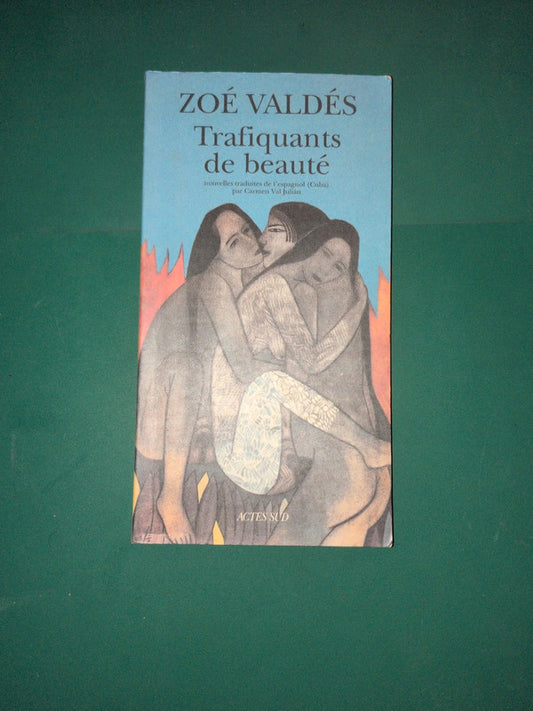 ZOÉ VALDÉS
Trafiquants
de beauté
nouvelles traduites de l'espagnol (Cuba)
par Carmen Val Julián
ACTES SUD